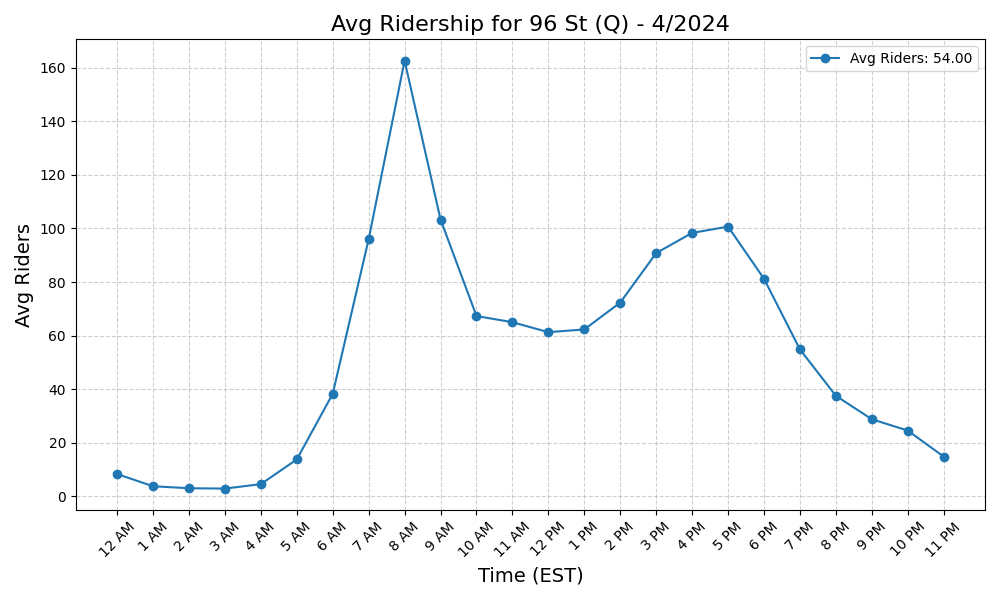 Avg Ridership for 96 St (Q) - 4/2024
Avg Riders: 54.00
Avg Riders
160
140
120
100
80
60
40
20
0
12 AM
1 AM
2 AM
3 AM
4 AM
5 AM
6 AM
7 AM
8 AM
9 AM
10 AM
11 AM
12 PM
1 PM
2 PM
3 PM
4 PM
5 PM
6 PM
7 PM
8 PM
9 PM
10 PM
11 PM
Time (EST)